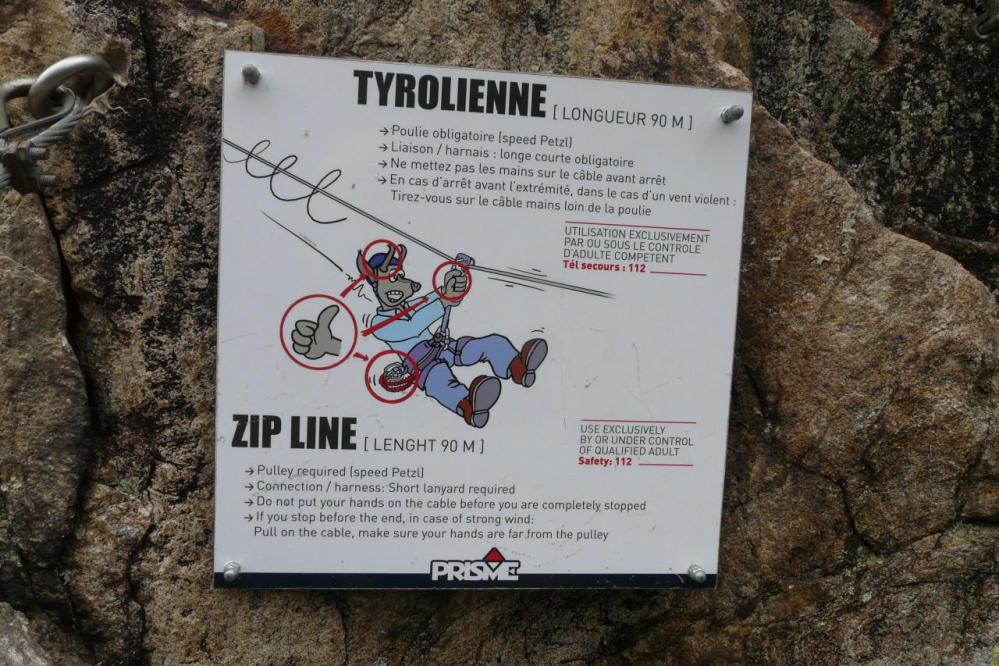 TYROLIENNE [ LONGUEUR 90 M ]
→ Poulie obligatoire (speed Petzl)
→ Liaison / harnais : longe courte obligatoire
→ Ne mettez pas les mains sur le câble avant arrêt
→ En cas d'arrêt avant l'extrémité, dans le cas d'un vent violent :
Tirez-vous sur le câble mains loin de la poulie
UTILISATION EXCLUSIVEMENT
PAR OU SOUS LE CONTROLE
D'ADULTE COMPETENT
Tél secours : 112
ZIP LINE [ LENGHT 90 M ]
USE EXCLUSIVELY
BY OR UNDER CONTROL
OF QUALIFIED ADULT
Safety: 112
→ Pulley required (speed Petzl)
→ Connection / harness: Short lanyard required
→ Do not put your hands on the cable before you are completely stopped
→ If you stop before the end, in case of strong wind:
Pull on the cable, make sure your hands are far from the pulley
PRISME